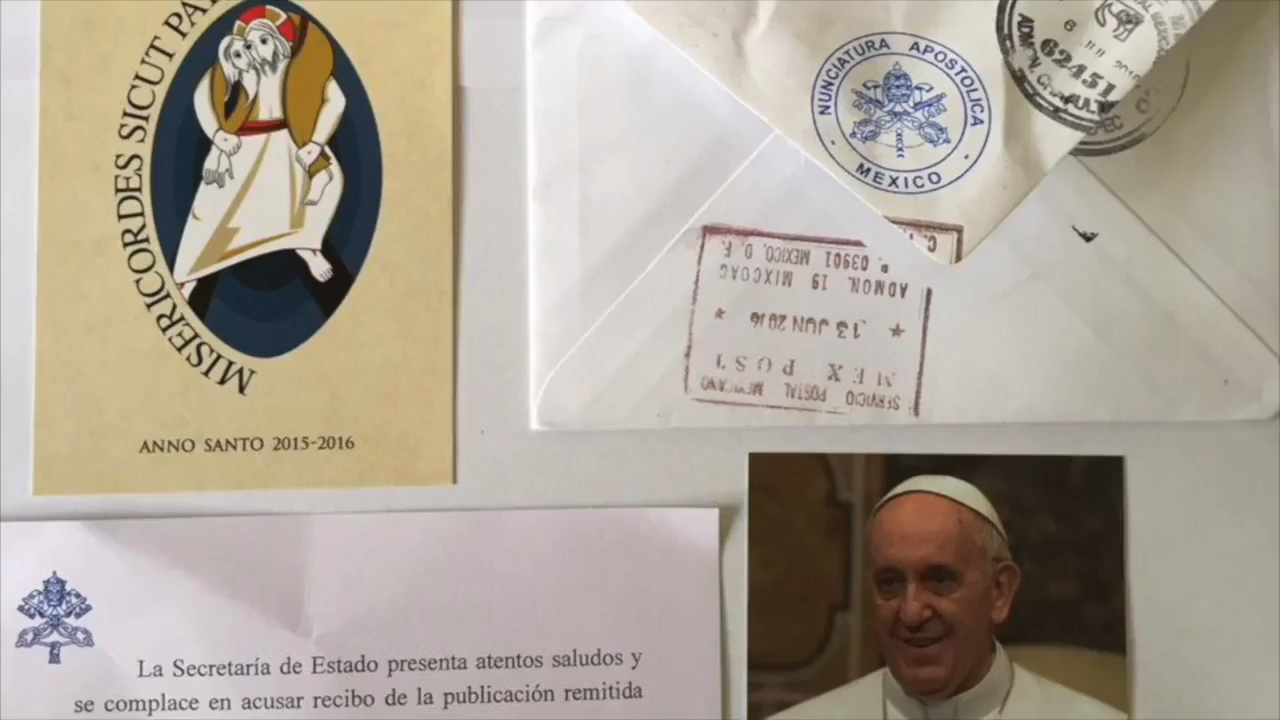 MISERICORDES SICUT PA
ANNO SANTO 2015-2016
NUNCIATURA APOSTOLICA
MEXICO
6
62451
SERVICIO POSTAL MEXICANO
MEX POST
★ 13 JUN 2016 ★
ADMON. 19 MIXCOAC
P. 03901 MEXICO, D. F.
La Secretaría de Estado presenta atentos saludos y
se complace en acusar recibo de la publicación remitida